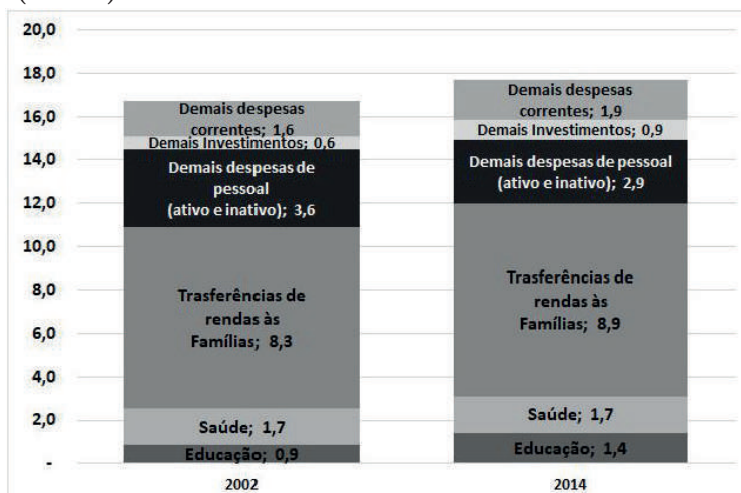 20,0
18,0
16,0
14,0
12,0
10,0
8,0
6,0
4,0
2,0
-
Demais despesas
correntes; 1,6
Demais Investimentos; 0,6
Demais despesas de
pessoal
(ativo e inativo); 3,6
Trasferências de
rendas às
Famílias; 8,3
Saúde; 1,7
Educação; 0,9
2002
Demais despesas
correntes; 1,9
Demais Investimentos; 0,9
Demais despesas de pessoal
(ativo e inativo); 2,9
Trasferências de
rendas às
Famílias; 8,9
Saúde; 1,7
Educação; 1,4
2014